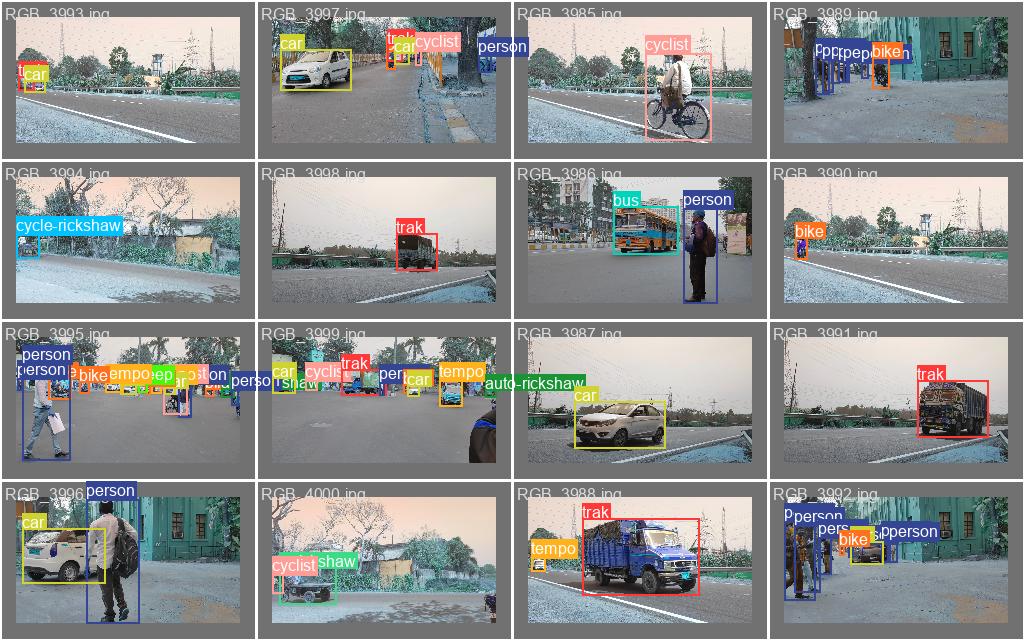 RGB_3993.jpg
RGB_3997.jpg
RGB_3985.jpg
RGB_3989.jpg
car
car
trak
car
cyclist
person
cyclist
bike
RGB_3994.jpg
RGB_3998.jpg
RGB_3986.jpg
RGB_3990.jpg
cycle-rickshaw
trak
bus
person
bike
RGB_3995.jpg
RGB_3999.jpg
RGB_3987.jpg
RGB_3991.jpg
person
person
bike
tempo
car
trak
car
tempo
auto-rickshaw
car
trak
RGB_3996.jpg
RGB_4000.jpg
RGB_3988.jpg
RGB_3992.jpg
car
person
cyclist
shaw
tempo
trak
person
bike
person